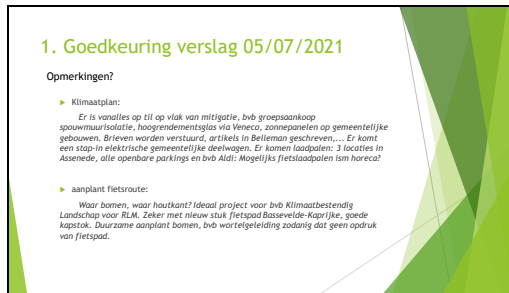 1. Goedkeuring verslag 05/07/2021
Opmerkingen?
Klimaatplan:
Er is vanalles op til op vlak van mitigatie, bvb groepsaankoop
spouwmuurisolatie, hoogrendementsglas via Veneco, zonnepanelen op gemeentelijke
gebouwen. Brieven worden verstuurd, artikels in Belleman geschreven,... Er komt
een stap-in elektrische gemeentelijke deelwagen. Er komen laadpalen: 3 locaties in
Assenede, alle openbare parkings en bvb Aldi: Mogelijks fietslaadpalen ism horeca?
aanplant fietsroute:
Waar bomen, waar houtkant? Ideaal project voor bvb Klimaatbestendig
Landschap voor RLM. Zeker met nieuw stuk fietspad Bassevelde-Kaprijke, goede
kapstok. Duurzame aanplant bomen, bvb wortelgeleiding zodanig dat geen opdruk
van fietspad.